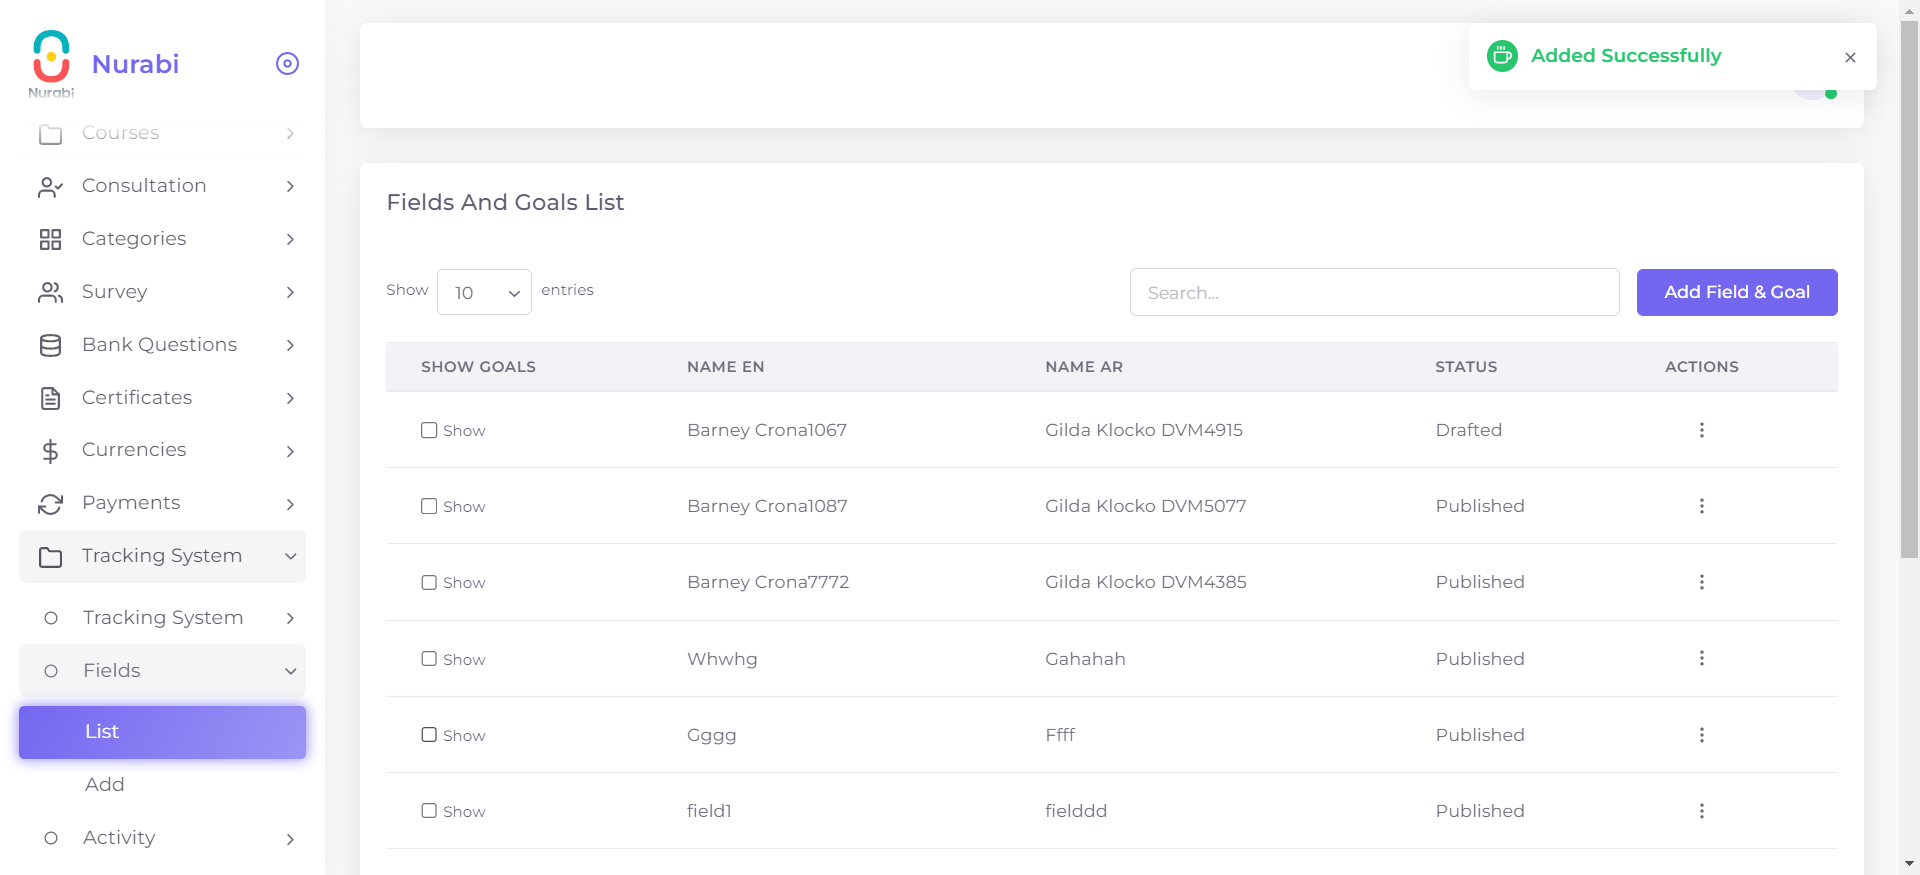 Nurabi
Nurabi
Courses
Consultation
Categories
Survey
Bank Questions
Certificates
Currencies
Payments
Tracking System
Tracking System
Fields
List
Add
Activity
Added Successfully
Fields And Goals List
Show 10 entries
Search...
Add Field & Goal
SHOW GOALS NAME EN NAME AR STATUS ACTIONS
Show Barney Crona1067 Gilda Klocko DVM4915 Drafted
Show Barney Crona1087 Gilda Klocko DVM5077 Published
Show Barney Crona7772 Gilda Klocko DVM4385 Published
Show Whwhg Gahahah Published
Show Gggg Ffff Published
Show field1 fielddd Published